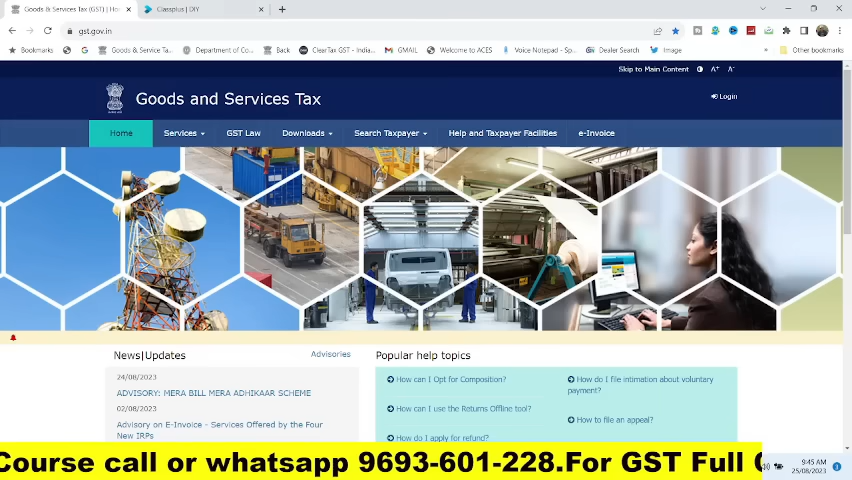 Goods & Services Tax (GST) | Ho
Classplus | DIY
gst.gov.in
Bookmarks
Goods & Service Ta...
Department of Co...
Back
ClearTax GST - India...
GMAIL
Welcome to ACES
Voice Notepad - Sp...
Dealer Search
Image
»
Other bookmarks
Skip to Main Content A+ A-
Goods and Services Tax
Login
Home Services GST Law Downloads Search Taxpayer Help and Taxpayer Facilities e-Invoice
News|Updates
Advisories
24/08/2023
ADVISORY: MERA BILL MERA ADHIKAAR SCHEME
02/08/2023
Advisory on E-Invoice - Services Offered by the Four
New IRPs
Popular help topics
How can I Opt for Composition?
How do I file intimation about voluntary
payment?
How can I use the Returns Offline tool?
How to file an appeal?
How do I apply for refund?
Course call or whatsapp 9693-601-228.For GST Full
9:45 AM
25/08/2023